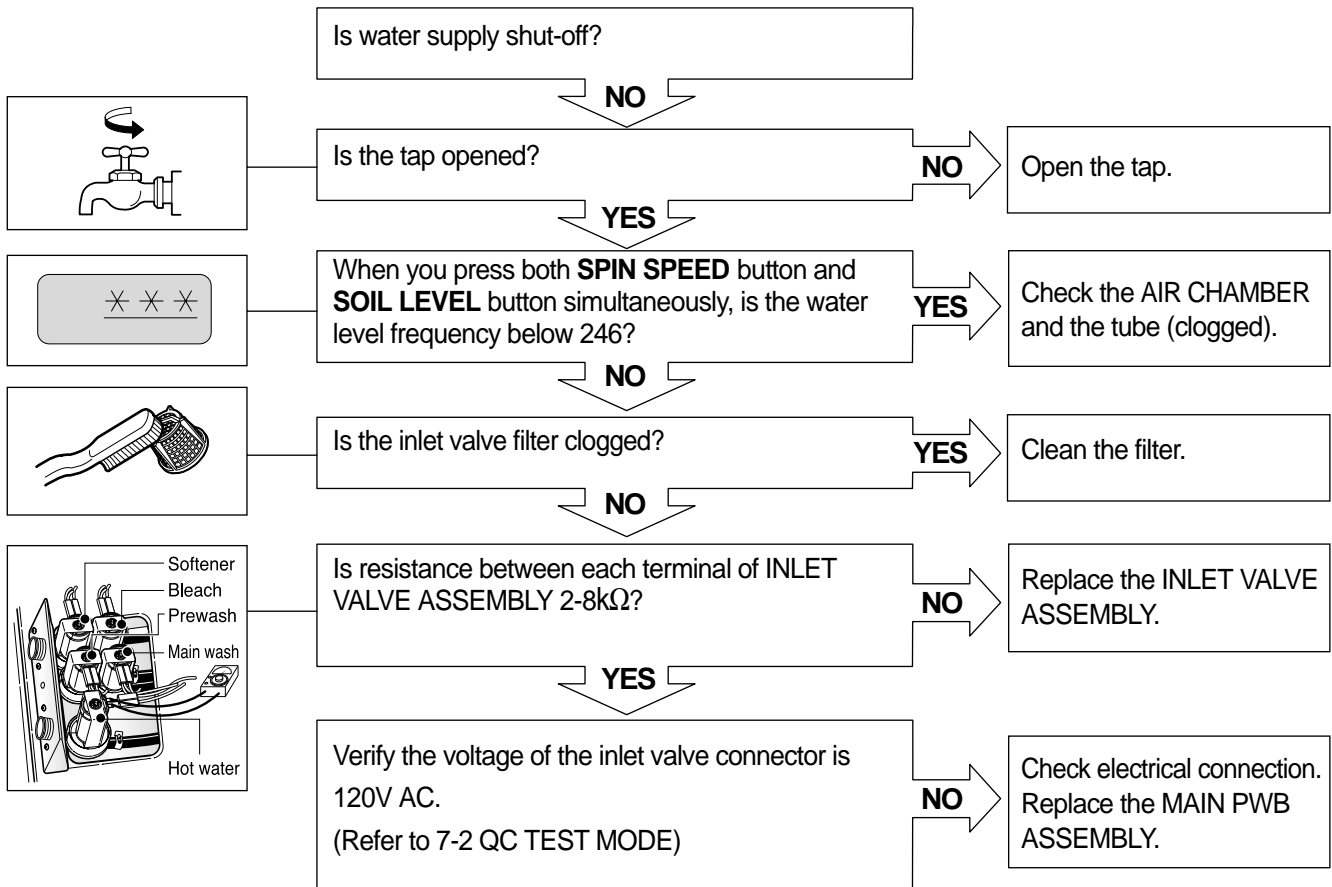 Is water supply shut-off?
NO
Is the tap opened?
NO
Open the tap.
YES
When you press both SPIN SPEED button and
SOIL LEVEL button simultaneously, is the water
level frequency below 246?
YES
Check the AIR CHAMBER
and the tube (clogged).
NO
Is the inlet valve filter clogged?
YES
Clean the filter.
NO
Softener
Bleach
Prewash
Main wash
Hot water
Is resistance between each terminal of INLET
VALVE ASSEMBLY 2-8kΩ?
NO
Replace the INLET VALVE
ASSEMBLY.
YES
Verify the voltage of the inlet valve connector is
120V AC.
(Refer to 7-2 QC TEST MODE)
NO
Check electrical connection.
Replace the MAIN PWB
ASSEMBLY.